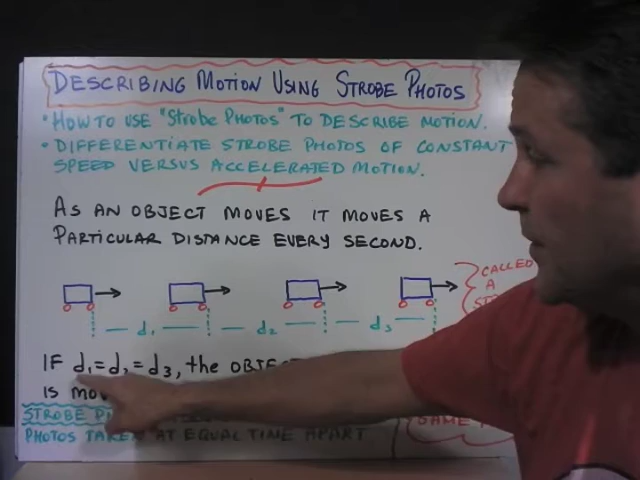 DESCRIBING MOTION USING STROBE PHOTOS
• HOW TO USE "STROBE PHOTOS" TO DESCRIBE MOTION.
• DIFFERENTIATE STROBE PHOTOS OF CONSTANT
SPEED VERSUS ACCELERATED MOTION.
AS AN OBJECT MOVES IT MOVES A
PARTICULAR DISTANCE EVERY SECOND.
CALLED
A
d₁ d₂ d₃
IF d₁=d₂=d₃, the OBJECT
IS
STROBE
PHOTOS TAKEN AT EQUAL TIME APART
SAME